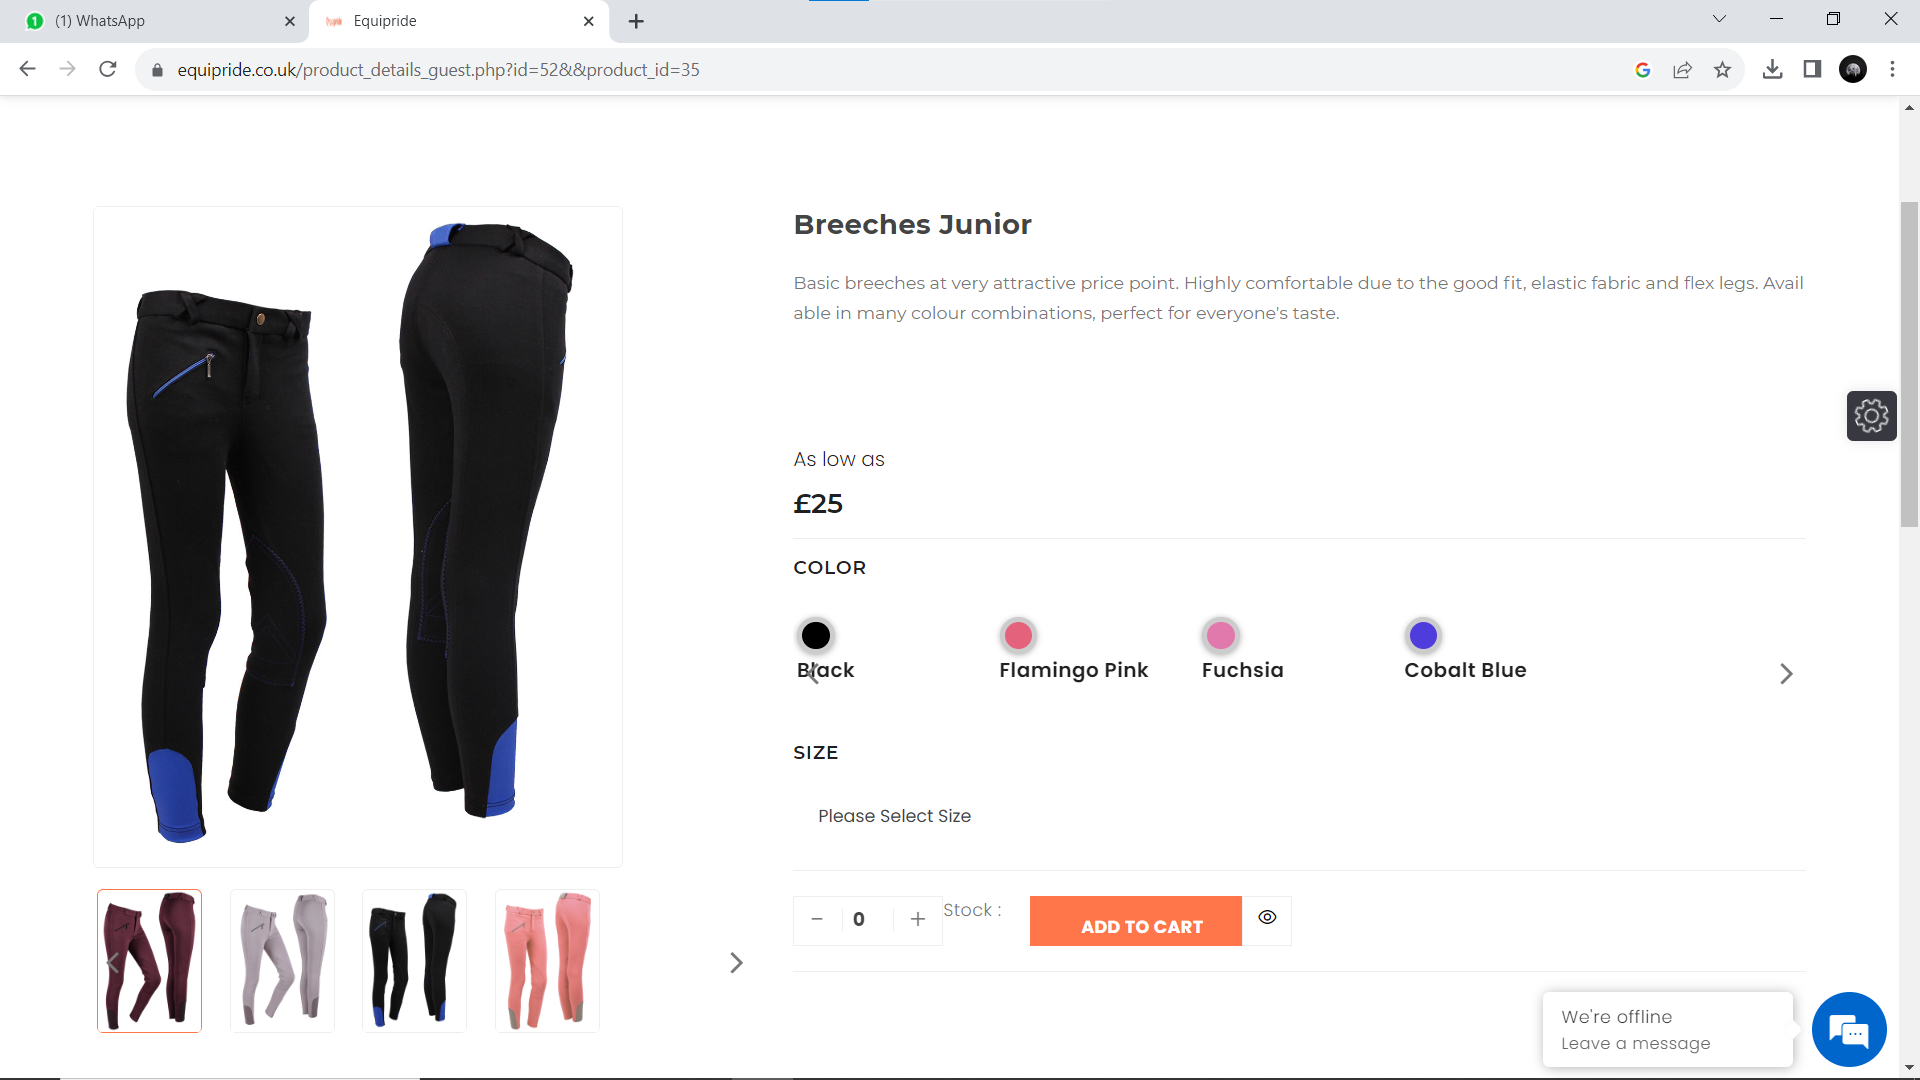 (1) WhatsApp
Equipride
equipride.co.uk/product_details_guest.php?id=52&&product_id=35
Breeches Junior
Basic breeches at very attractive price point. Highly comfortable due to the good fit, elastic fabric and flex legs. Avail
able in many colour combinations, perfect for everyone's taste.
As low as
£25
COLOR
Black
Flamingo Pink
Fuchsia
Cobalt Blue
SIZE
Please Select Size
− 0 + Stock :
ADD TO CART
We're offline
Leave a message